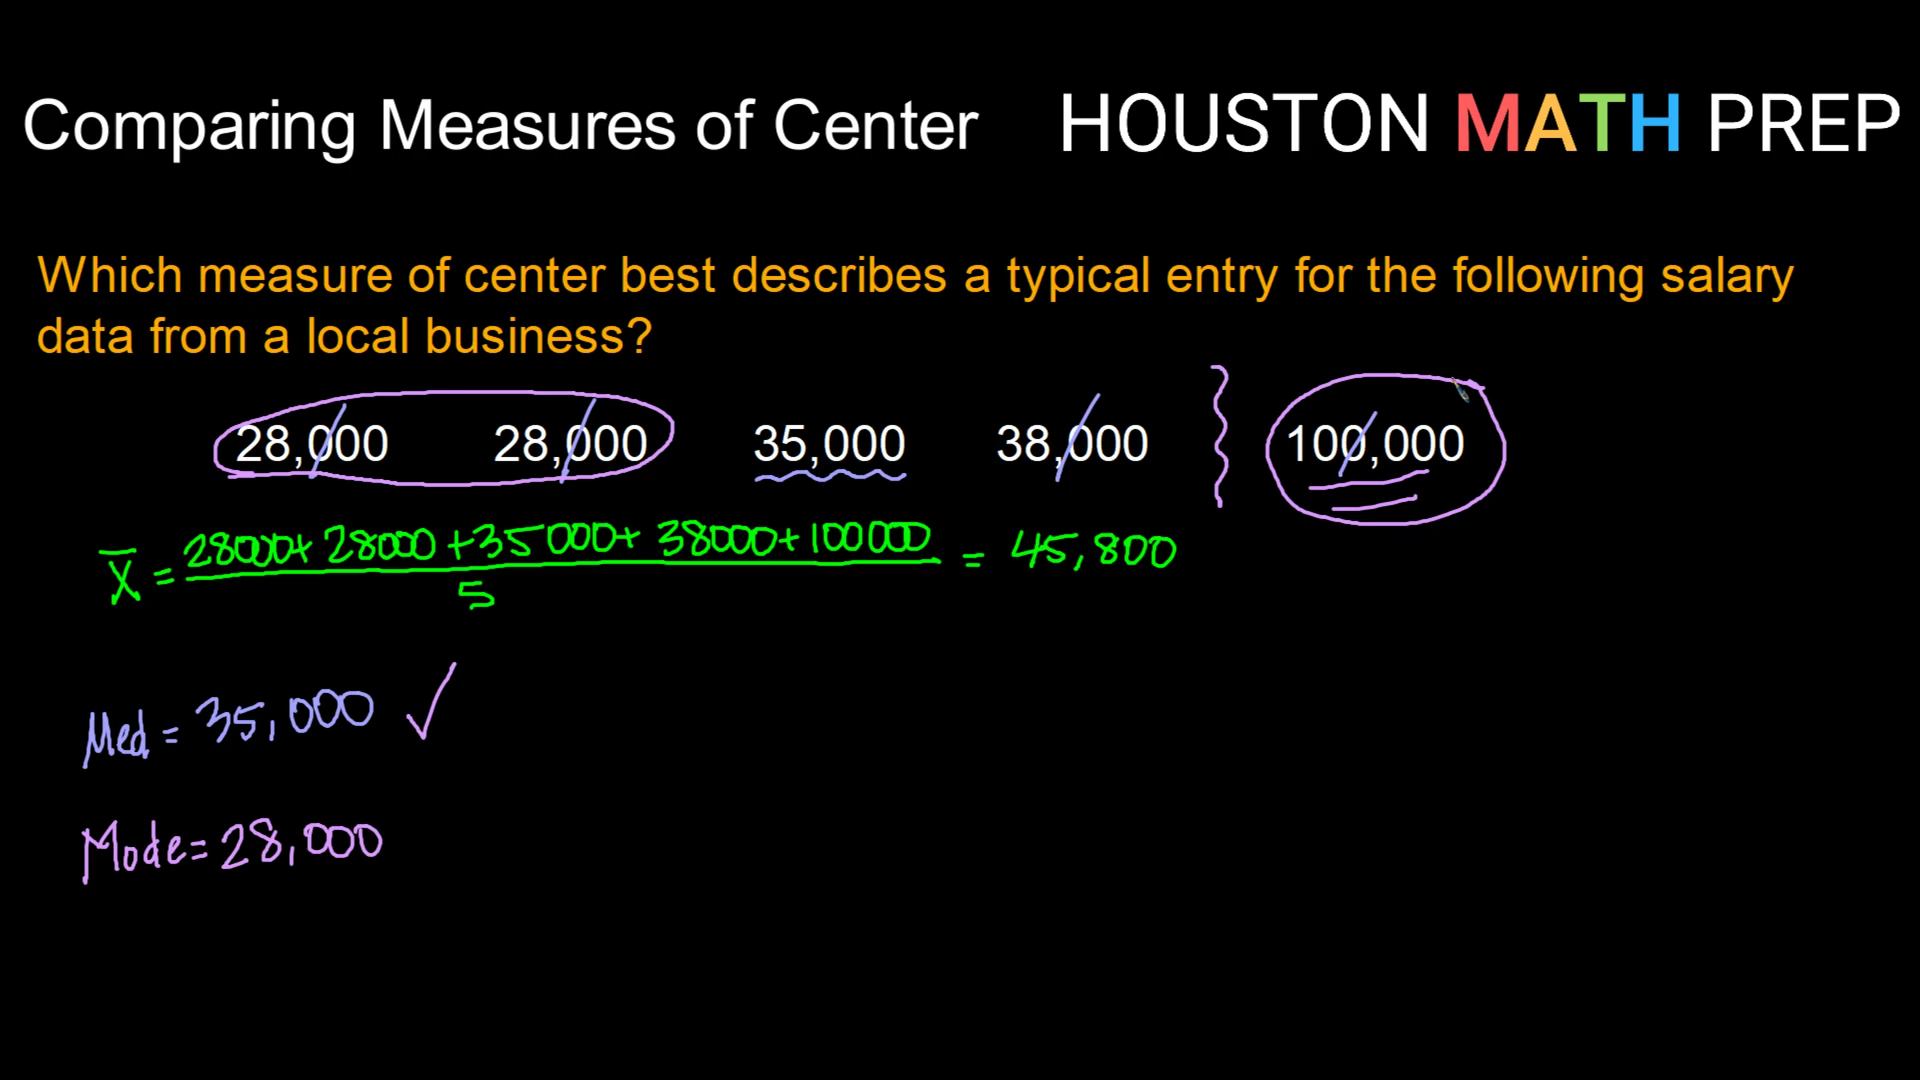 Comparing Measures of Center HOUSTON MATH PREP
Which measure of center best describes a typical entry for the following salary
data from a local business?
28,000 28,000 35,000 38,000 100,000
x̄ = 28000+ 28000 +35000+ 38000+100000 = 45,800
5
Med = 35,000 ✓
Mode = 28,000